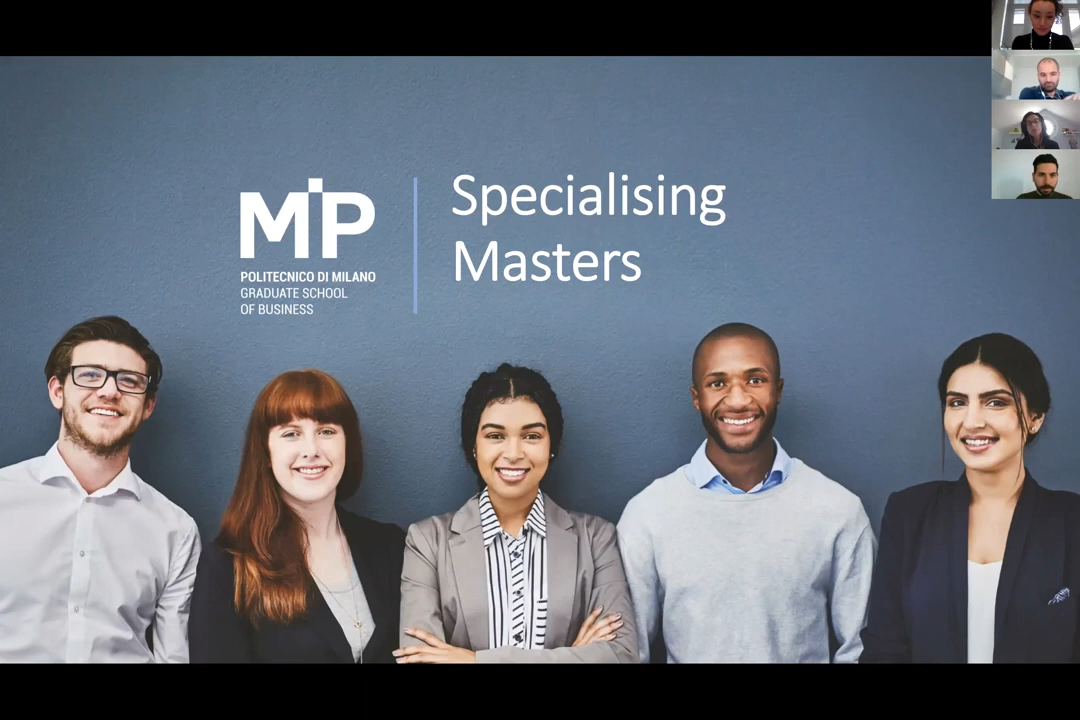 MIP
POLITECNICO DI MILANO
GRADUATE SCHOOL
OF BUSINESS
Specialising
Masters